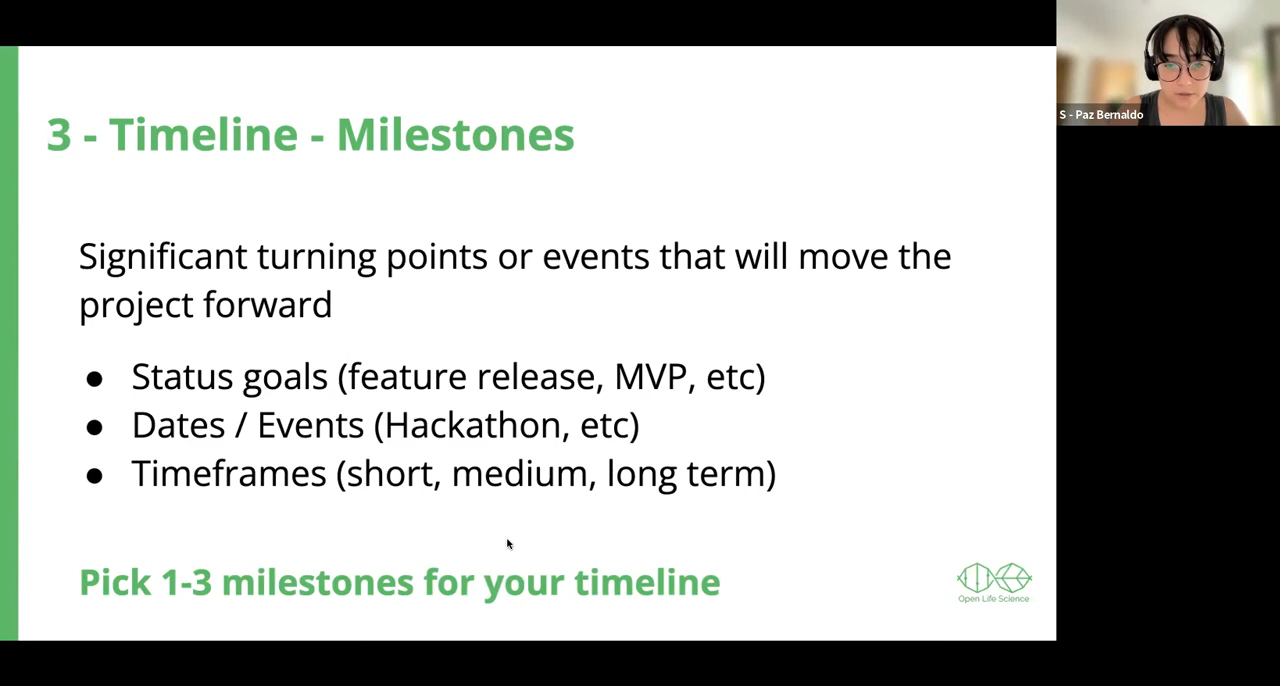 3 - Timeline - Milestones
S - Paz Bernaldo
Significant turning points or events that will move the
project forward
● Status goals (feature release, MVP, etc)
● Dates / Events (Hackathon, etc)
● Timeframes (short, medium, long term)
Pick 1-3 milestones for your timeline
Open Life Science